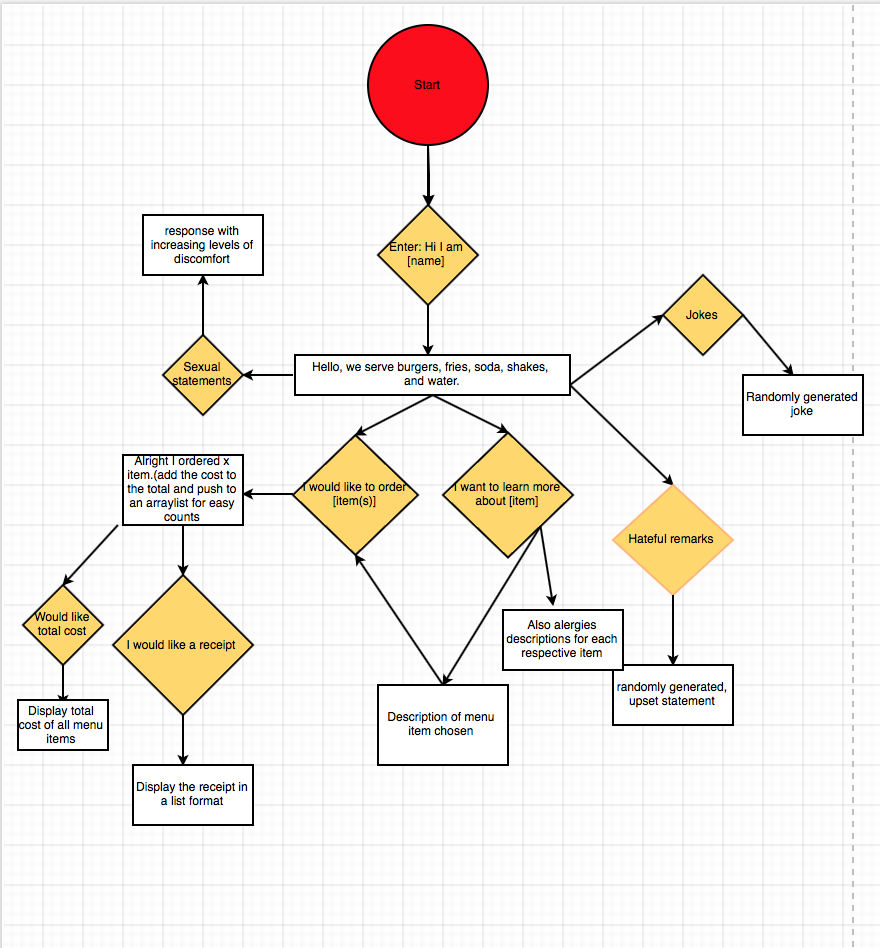 Start
Enter: Hi I am
[name]
response with
increasing levels of
discomfort
Jokes
Hello, we serve burgers, fries, soda, shakes,
and water.
Sexual
statements
Randomly generated
joke
Alright I ordered x
item.(add the cost to
the total and push to
an arraylist for easy
counts
I would like to order
[item(s)]
I want to learn more
about [item]
Hateful remarks
Would like
total cost
I would like a receipt
Also alergies
descriptions for each
respective item
randomly generated,
upset statement
Display total
cost of all menu
items
Description of menu
item chosen
Display the receipt in
a list format